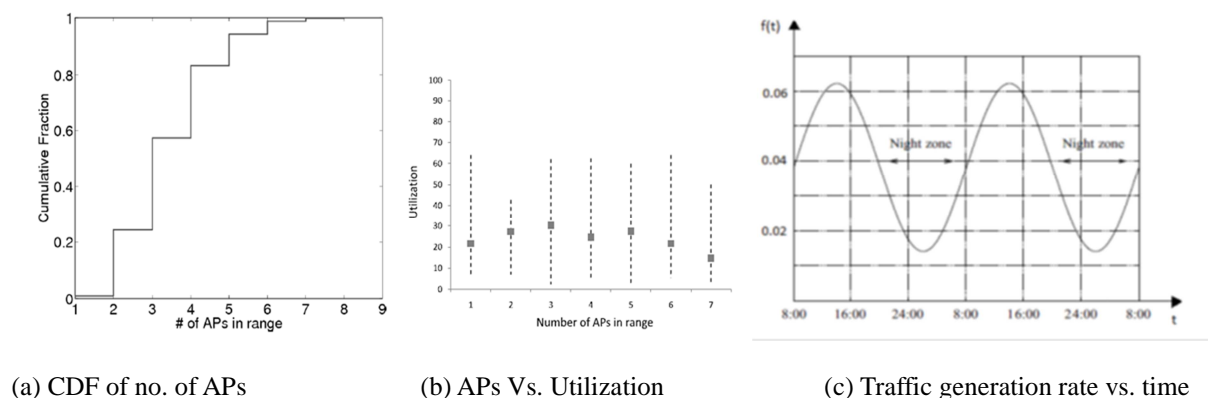 1
0.8
0.6
0.4
0.2
0
1 2 3 4 5 6 7 8 9
Cumulative Fraction
# of APs in range
100
90
80
70
60
50
40
30
20
10
0
1 2 3 4 5 6 7
Utilization
Number of APs in range
f(t)
0.06
0.04
0.02
Night zone Night zone
8:00 16:00 24:00 8:00 16:00 24:00 8:00
t
(a) CDF of no. of APs (b) APs Vs. Utilization (c) Traffic generation rate vs. time